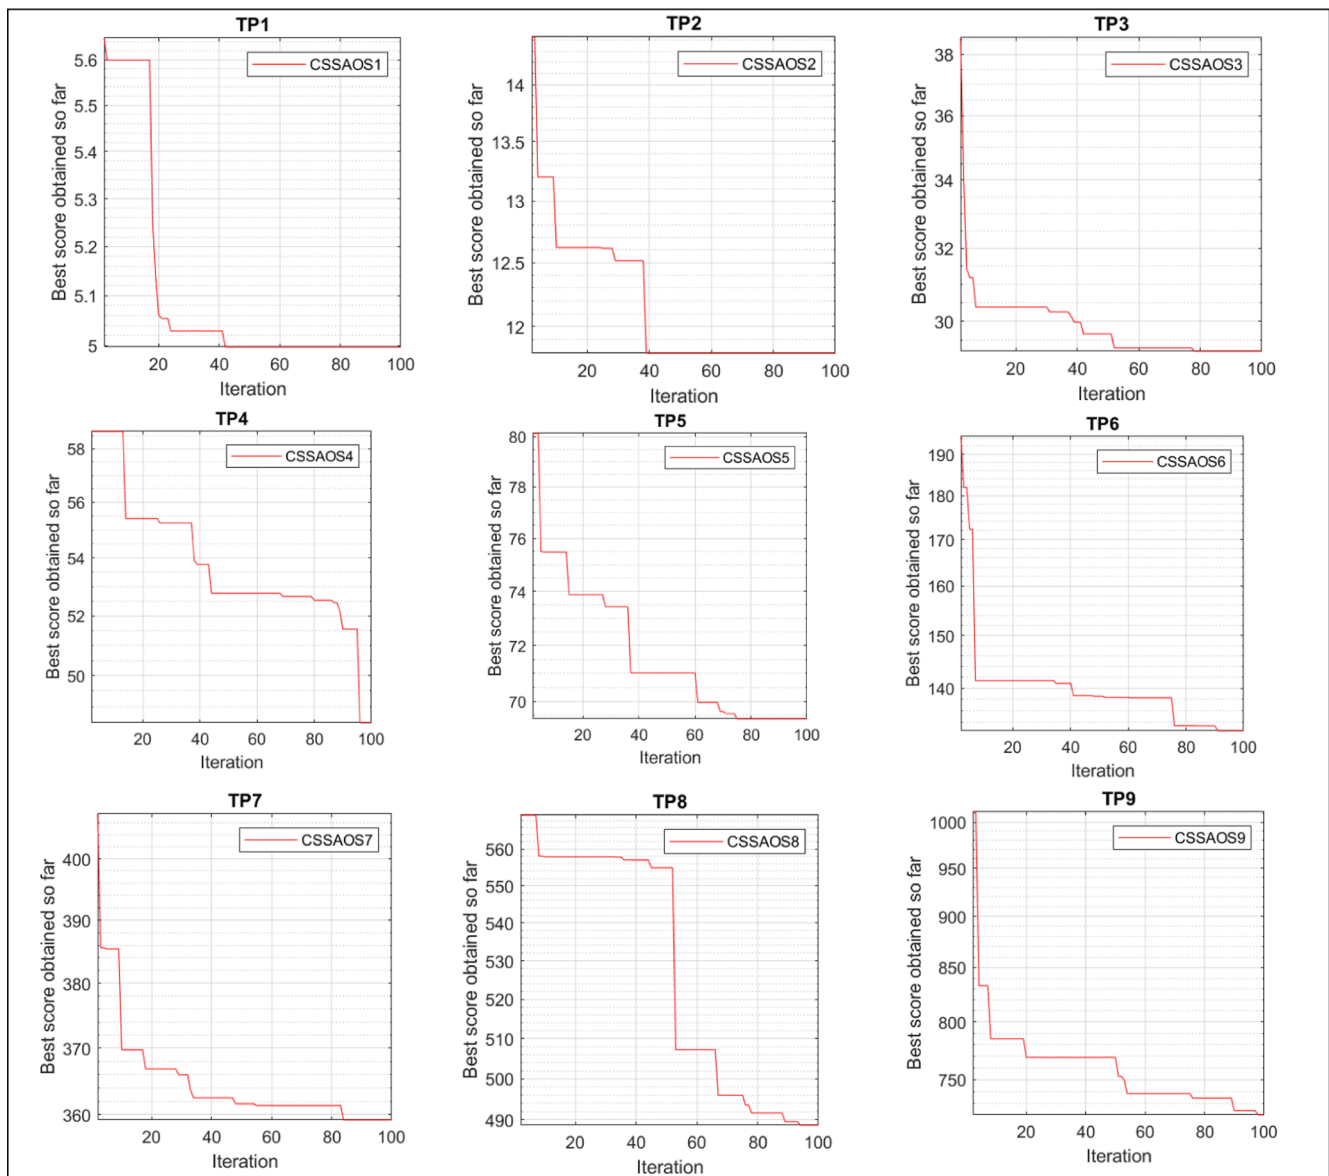 TP1
CSSAOS1
Best score obtained so far
5.6
5.5
5.4
5.3
5.2
5.1
5
20 40 60 80 100
Iteration
TP2
CSSAOS2
Best score obtained so far
14
13.5
13
12.5
12
20 40 60 80 100
Iteration
TP3
CSSAOS3
Best score obtained so far
38
36
34
32
30
20 40 60 80 100
Iteration
TP4
CSSAOS4
Best score obtained so far
58
56
54
52
50
20 40 60 80 100
Iteration
TP5
CSSAOS5
Best score obtained so far
80
78
76
74
72
70
20 40 60 80 100
Iteration
TP6
CSSAOS6
Best score obtained so far
190
180
170
160
150
140
20 40 60 80 100
Iteration
TP7
CSSAOS7
Best score obtained so far
400
390
380
370
360
20 40 60 80 100
Iteration
TP8
CSSAOS8
Best score obtained so far
560
550
540
530
520
510
500
490
20 40 60 80 100
Iteration
TP9
CSSAOS9
Best score obtained so far
1000
950
900
850
800
750
20 40 60 80 100
Iteration